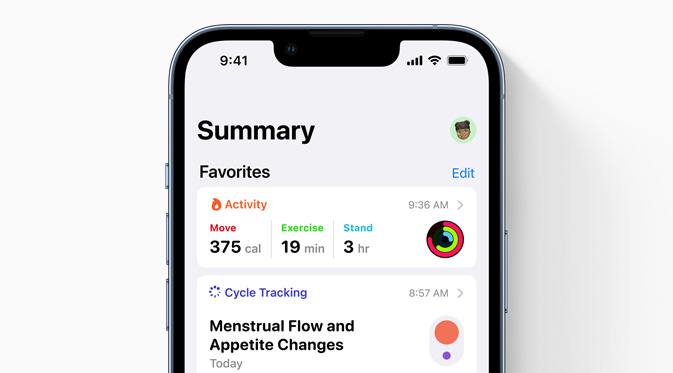 9:41
Summary
Favorites
Edit
Activity
9:36 AM
Move
Exercise
Stand
375 cal
19 min
3 hr
Cycle Tracking
8:57 AM
Menstrual Flow and
Appetite Changes
Today